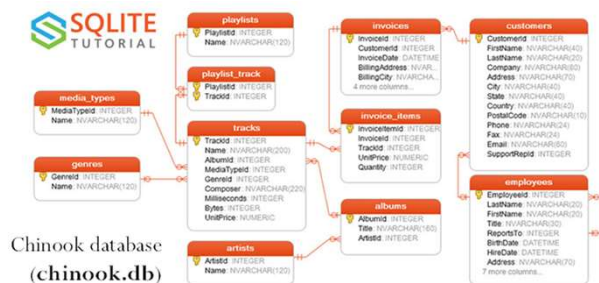 SQLITE
TUTORIAL
playlists
PlaylistId INTEGER
Name: NVARCHAR(120)
playlist_track
PlaylistId: INTEGER
TrackId: INTEGER
media_types
MediaTypeId: INTEGER
Name: NVARCHAR(120)
genres
GenreId: INTEGER
Name: NVARCHAR(120)
tracks
TrackId: INTEGER
Name: NVARCHAR(200)
AlbumId: INTEGER
MediaTypeId: INTEGER
GenreId: INTEGER
Composer: NVARCHAR(220)
Milliseconds: INTEGER
Bytes: INTEGER
UnitPrice: NUMERIC
artists
ArtistId: INTEGER
Name: NVARCHAR(120)
invoices
InvoiceId: INTEGER
CustomerId: INTEGER
InvoiceDate: DATETIME
BillingAddress: NVAR...
BillingCity: NVARCHA...
4 more columns...
invoice_items
InvoiceItemId: INTEGER
InvoiceId: INTEGER
TrackId: INTEGER
UnitPrice: NUMERIC
Quantity: INTEGER
albums
AlbumId: INTEGER
Title: NVARCHAR(160)
ArtistId: INTEGER
customers
CustomerId: INTEGER
FirstName: NVARCHAR(40)
LastName: NVARCHAR(20)
Company: NVARCHAR(80)
Address: NVARCHAR(70)
City: NVARCHAR(40)
State: NVARCHAR(40)
Country: NVARCHAR(40)
PostalCode: NVARCHAR(10)
Phone: NVARCHAR(24)
Fax: NVARCHAR(24)
Email: NVARCHAR(60)
SupportRepId: INTEGER
employees
EmployeeId: INTEGER
LastName: NVARCHAR(20)
FirstName: NVARCHAR(20)
Title: NVARCHAR(30)
ReportsTo: INTEGER
BirthDate: DATETIME
HireDate: DATETIME
Address: NVARCHAR(70)
7 more columns...
Chinook database
(chinook.db)